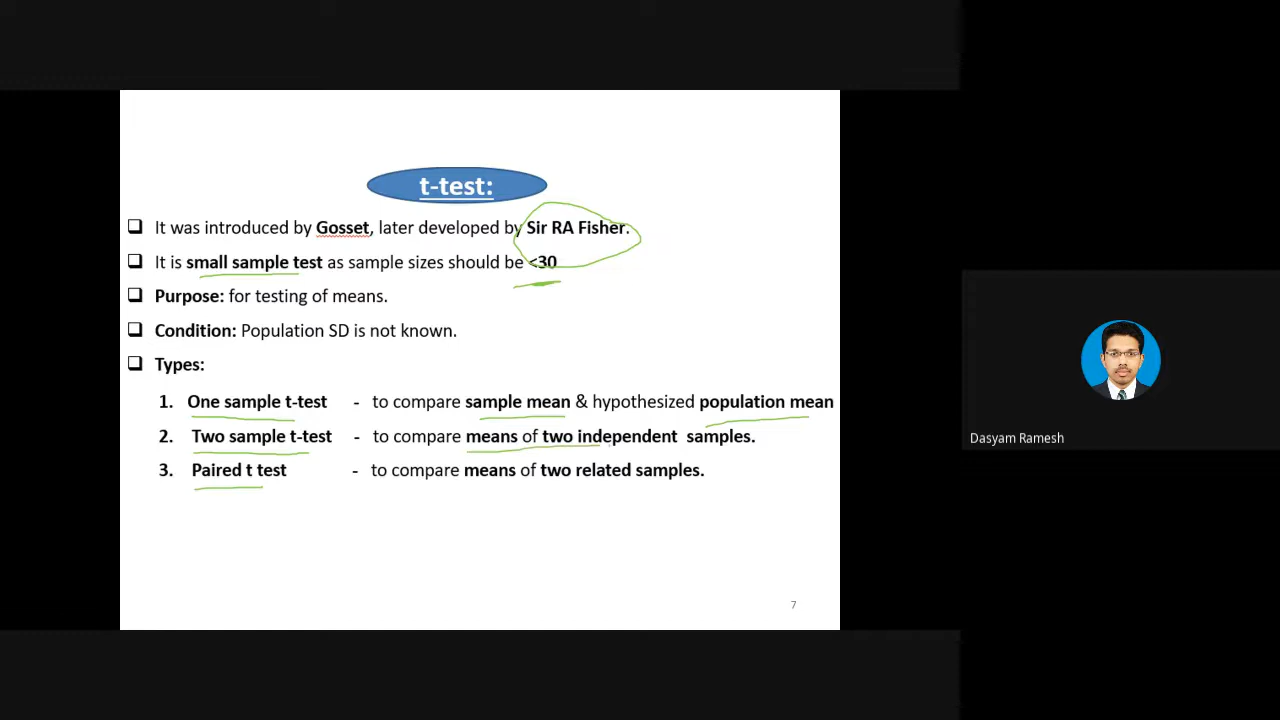 t-test:
❑ It was introduced by Gosset, later developed by Sir RA Fisher.
❑ It is small sample test as sample sizes should be <30
❑ Purpose: for testing of means.
❑ Condition: Population SD is not known.
❑ Types:
1. One sample t-test - to compare sample mean & hypothesized population mean
2. Two sample t-test - to compare means of two independent samples.
3. Paired t test - to compare means of two related samples.
7
Dasyam Ramesh